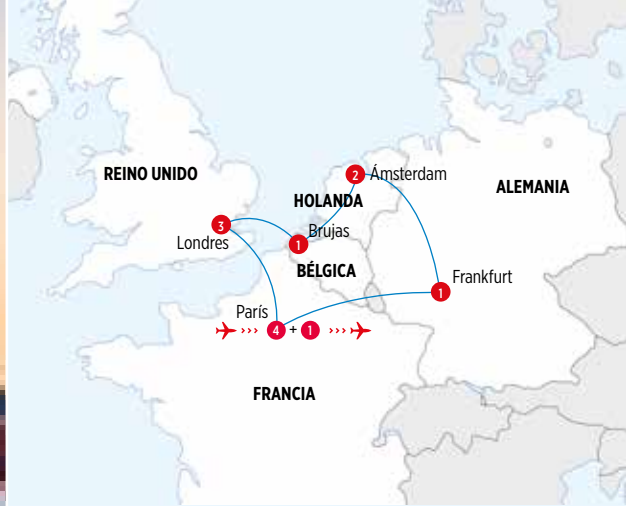 REINO UNIDO
2 Ámsterdam
ALEMANIA
HOLANDA
3
Londres
Brujas
1
BÉLGICA
Frankfurt
1
París
››› 4 + 1 ›››
FRANCIA